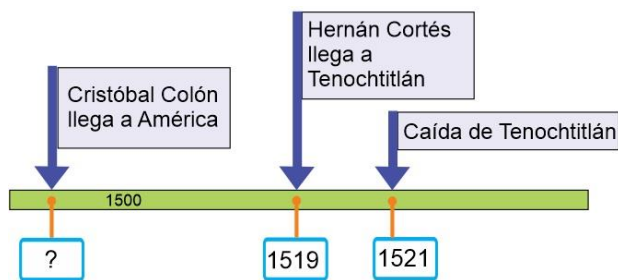 Hernán Cortés
llega a
Tenochtitlán
Cristóbal Colón
llega a América
Caída de Tenochtitlán
1500
?
1519
1521